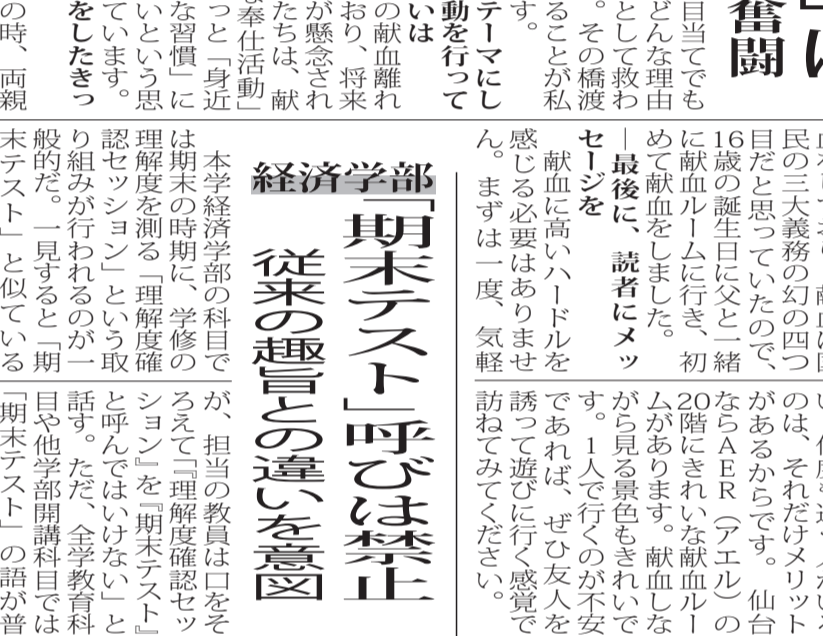 奮闘
目当てでも
どんな理由
として救わ
。その橋渡
ることが私
す。
テーマにし
動を行って
いは
の献血離れ
おり、将来
が懸念され
たちは、献
な奉仕活動」
っと「身近
な習慣」に
いという思
ています。
をしたきっ
の時、両親
民の三大義務の幻の四つ
目だと思っていたので、
16歳の誕生日に父と一緒
に献血ルームに行き、初
めて献血をしました。
―最後に、読者にメッ
セージを
献血に高いハードルを
感じる必要はありませ
ん。まずは一度、気軽
のは、それだけメリット
があるからです。 仙台
ならAER（アエル）の
20階にきれいな献血ルー
ムがあります。献血しな
がら見る景色もきれいで
す。1人で行くのが不安
であれば、ぜひ友人を
誘って遊びに行く感覚で
訪ねてみてください。
経済学部
「期末テスト」呼びは禁止
従来の趣旨との違いを意図
本学経済学部の科目で
は期末の時期に、学修の
理解度を測る「理解度確
認セッション」という取
り組みが行われるのが一
般的だ。一見すると「期
末テスト」と似ている
が、担当の教員は口をそ
ろえて『『理解度確認セッ
ション』を『期末テスト』
と呼んではいけない」と
話す。ただ、全学教育科
目や他学部開講科目では
「期末テスト」の語が普